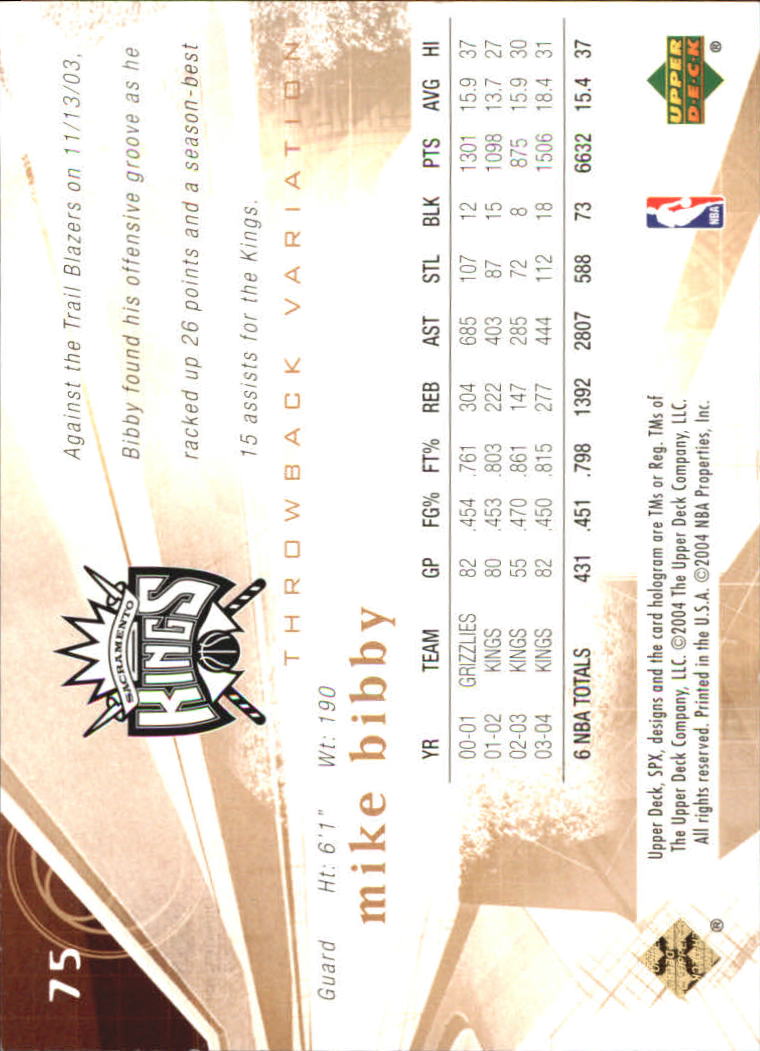 75
SACRAMENTO
KINGS
Against the Trail Blazers on 11/13/03,
Bibby found his offensive groove as he
racked up 26 points and a season-best
15 assists for the Kings.
THROWBACK VARIATION
Guard Ht: 6'1" Wt: 190
mike bibby
YR TEAM GP FG% FT% REB AST STL BLK PTS AVG HI
00-01 GRIZZLIES 82 .454 .761 304 685 107 12 1301 15.9 37
01-02 KINGS 80 .453 .803 222 403 87 15 1098 13.7 27
02-03 KINGS 55 .470 .861 147 285 72 8 875 15.9 30
03-04 KINGS 82 .450 .815 277 444 112 18 1506 18.4 31
6 NBA TOTALS 431 .451 .798 1392 2807 588 73 6632 15.4 37
Upper Deck, SPX, designs and the card hologram are TMs or Reg. TMs of
The Upper Deck Company, LLC. ©2004 The Upper Deck Company, LLC.
All rights reserved. Printed in the U.S.A. ©2004 NBA Properties, Inc.
®
NBA
UPPER
DECK
®